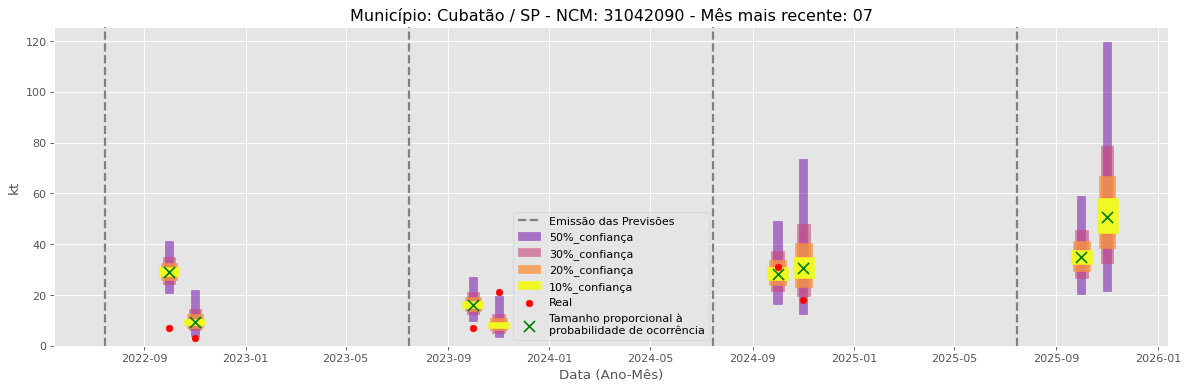 Município: Cubatão / SP - NCM: 31042090 - Mês mais recente: 07
kt
120
100
80
60
40
20
0
Emissão das Previsões
50%_confiança
30%_confiança
20%_confiança
10%_confiança
Real
Tamanho proporcional à
probabilidade de ocorrência
2022-09
2023-01
2023-05
2023-09
2024-01
2024-05
2024-09
2025-01
2025-05
2025-09
2026-01
Data (Ano-Mês)